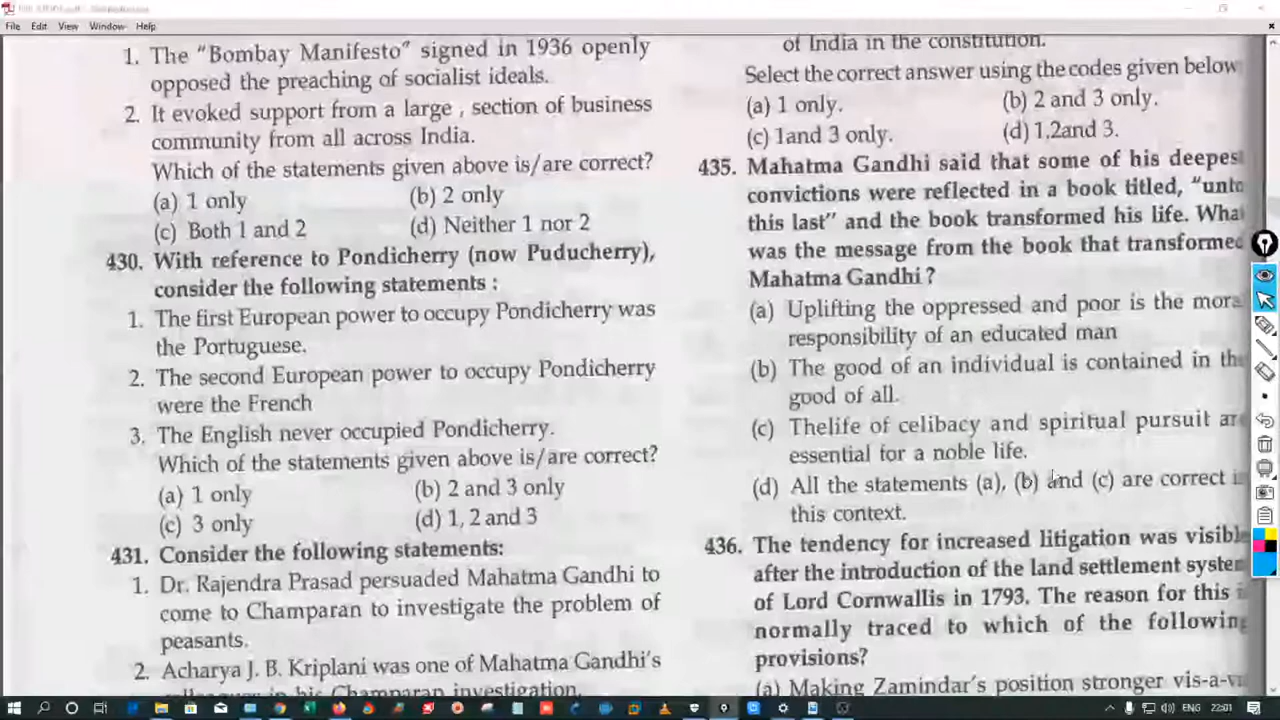 File Edit View Window Help
1. The "Bombay Manifesto" signed in 1936 openly
opposed the preaching of socialist ideals.
2. It evoked support from a large , section of business
community from all across India.
Which of the statements given above is/are correct?
(a) 1 only
(b) 2 only
(c) Both 1 and 2
(d) Neither 1 nor 2
430. With reference to Pondicherry (now Puducherry),
consider the following statements :
1. The first European power to occupy Pondicherry was
the Portuguese.
2. The second European power to occupy Pondicherry
were the French
3. The English never occupied Pondicherry.
Which of the statements given above is/are correct?
(a) 1 only
(b) 2 and 3 only
(c) 3 only
(d) 1, 2 and 3
431. Consider the following statements:
1. Dr. Rajendra Prasad persuaded Mahatma Gandhi to
come to Champaran to investigate the problem of
peasants.
2. Acharya J. B. Kriplani was one of Mahatma Gandhi's
in his Champaran investigation.
of India in the constitution.
Select the correct answer using the codes given below
(a) 1 only.
(b) 2 and 3 only.
(c) 1and 3 only.
(d) 1,2and 3.
435. Mahatma Gandhi said that some of his deepes
convictions were reflected in a book titled, "unto
this last" and the book transformed his life. Wha
was the message from the book that transformed
Mahatma Gandhi ?
(a) Uplifting the oppressed and poor is the mora
responsibility of an educated man
(b) The good of an individual is contained in th
good of all.
(c) Thelife of celibacy and spiritual pursuit ar
essential for a noble life.
(d) All the statements (a), (b) and (c) are correct i
this context.
436. The tendency for increased litigation was visibl
after the introduction of the land settlement syster
of Lord Cornwallis in 1793. The reason for this i
normally traced to which of the following
provisions?
(a) Making Zamindar's position stronger vis-a-vi
ENG 22:01